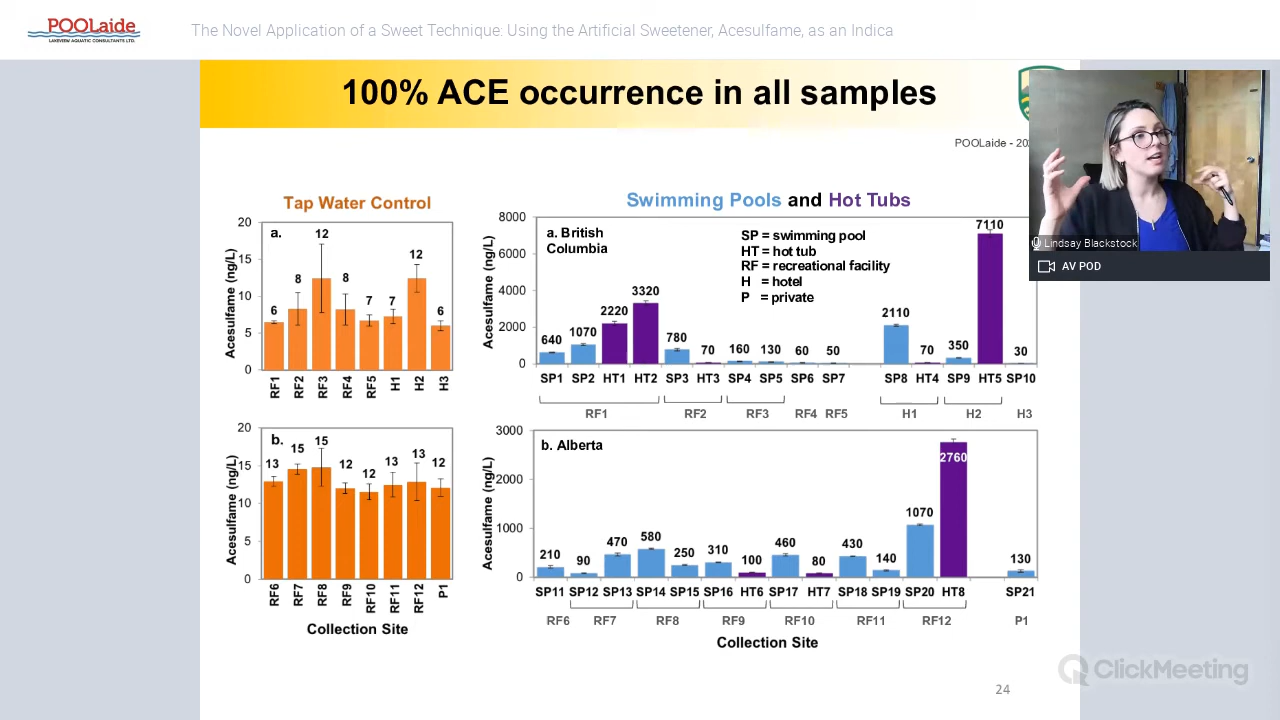 POOLaide
LAKEVIEW AQUATIC CONSULTANTS LTD.
The Novel Application of a Sweet Technique: Using the Artificial Sweetener, Acesulfame, as an Indica
100% ACE occurrence in all samples
POOLaide - 20
Lindsay Blackstock
AV POD
Tap Water Control
a.
Acesulfame (ng/L)
20
15
10
5
0
6
8
12
8
7
7
12
6
RF1
RF2
RF3
RF4
RF5
H1
H2
H3
b.
Acesulfame (ng/L)
20
15
10
5
0
13
15
15
12
12
13
13
12
RF6
RF7
RF8
RF9
RF10
RF11
RF12
P1
Collection Site
Swimming Pools and Hot Tubs
a. British
Columbia
SP = swimming pool
HT = hot tub
RF = recreational facility
H = hotel
P = private
Acesulfame (ng/L)
8000
6000
4000
2000
0
640
1070
2220
3320
780
70
160
130
60
50
2110
70
350
7110
30
SP1 SP2 HT1 HT2 SP3 HT3 SP4 SP5 SP6 SP7 SP8 HT4 SP9 HT5 SP10
RF1 RF2 RF3 RF4 RF5 H1 H2 H3
b. Alberta
Acesulfame (ng/L)
3000
2000
1000
0
210
90
470
580
250
310
100
460
80
430
140
1070
2760
130
SP11 SP12 SP13 SP14 SP15 SP16 HT6 SP17 HT7 SP18 SP19 SP20 HT8 SP21
RF6 RF7 RF8 RF9 RF10 RF11 RF12 P1
Collection Site
24
ClickMeeting